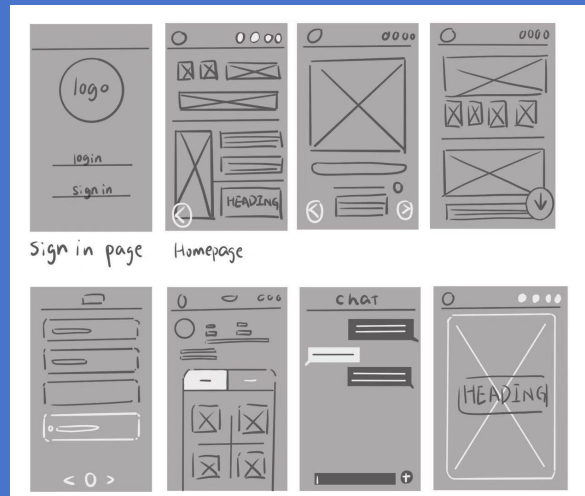 logo
login
sign in
HEADING
Sign in page
Homepage
chat
HEADING